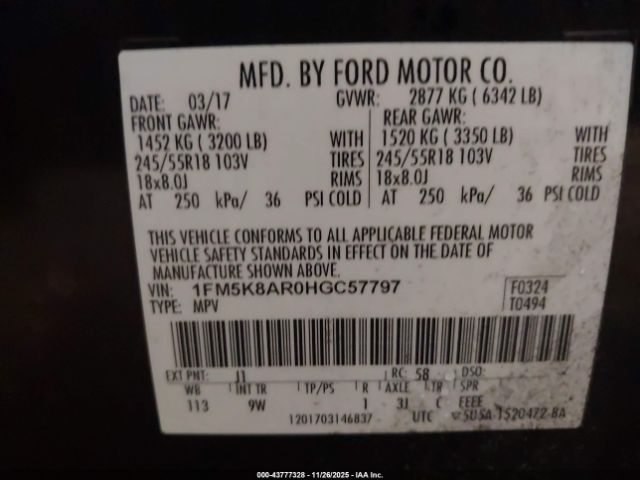 MFD. BY FORD MOTOR CO.
DATE: 03/17 GVWR: 2877 KG ( 6342 LB)
FRONT GAWR: REAR GAWR:
1452 KG ( 3200 LB) WITH 1520 KG ( 3350 LB) WITH
245/55R18 103V TIRES 245/55R18 103V TIRES
18x8.0J RIMS 18x8.0J RIMS
AT 250 kPa/ 36 PSI COLD AT 250 kPa/ 36 PSI COLD
THIS VEHICLE CONFORMS TO ALL APPLICABLE FEDERAL MOTOR
VEHICLE SAFETY STANDARDS IN EFFECT ON THE DATE OF
MANUFACTURE SHOWN ABOVE.
VIN: 1FM5K8AR0HGC57797 F0324
TYPE: MPV T0494
EXT PNT: J1 RC: 58 DSO:
WB INT TR TP/PS R AXLE TR SPR
113 9W 1 3J C EEEE
1201703146837 UTC 5U5A-1520472-BA
000-43777328 - 11/26/2025 - IAAI.com